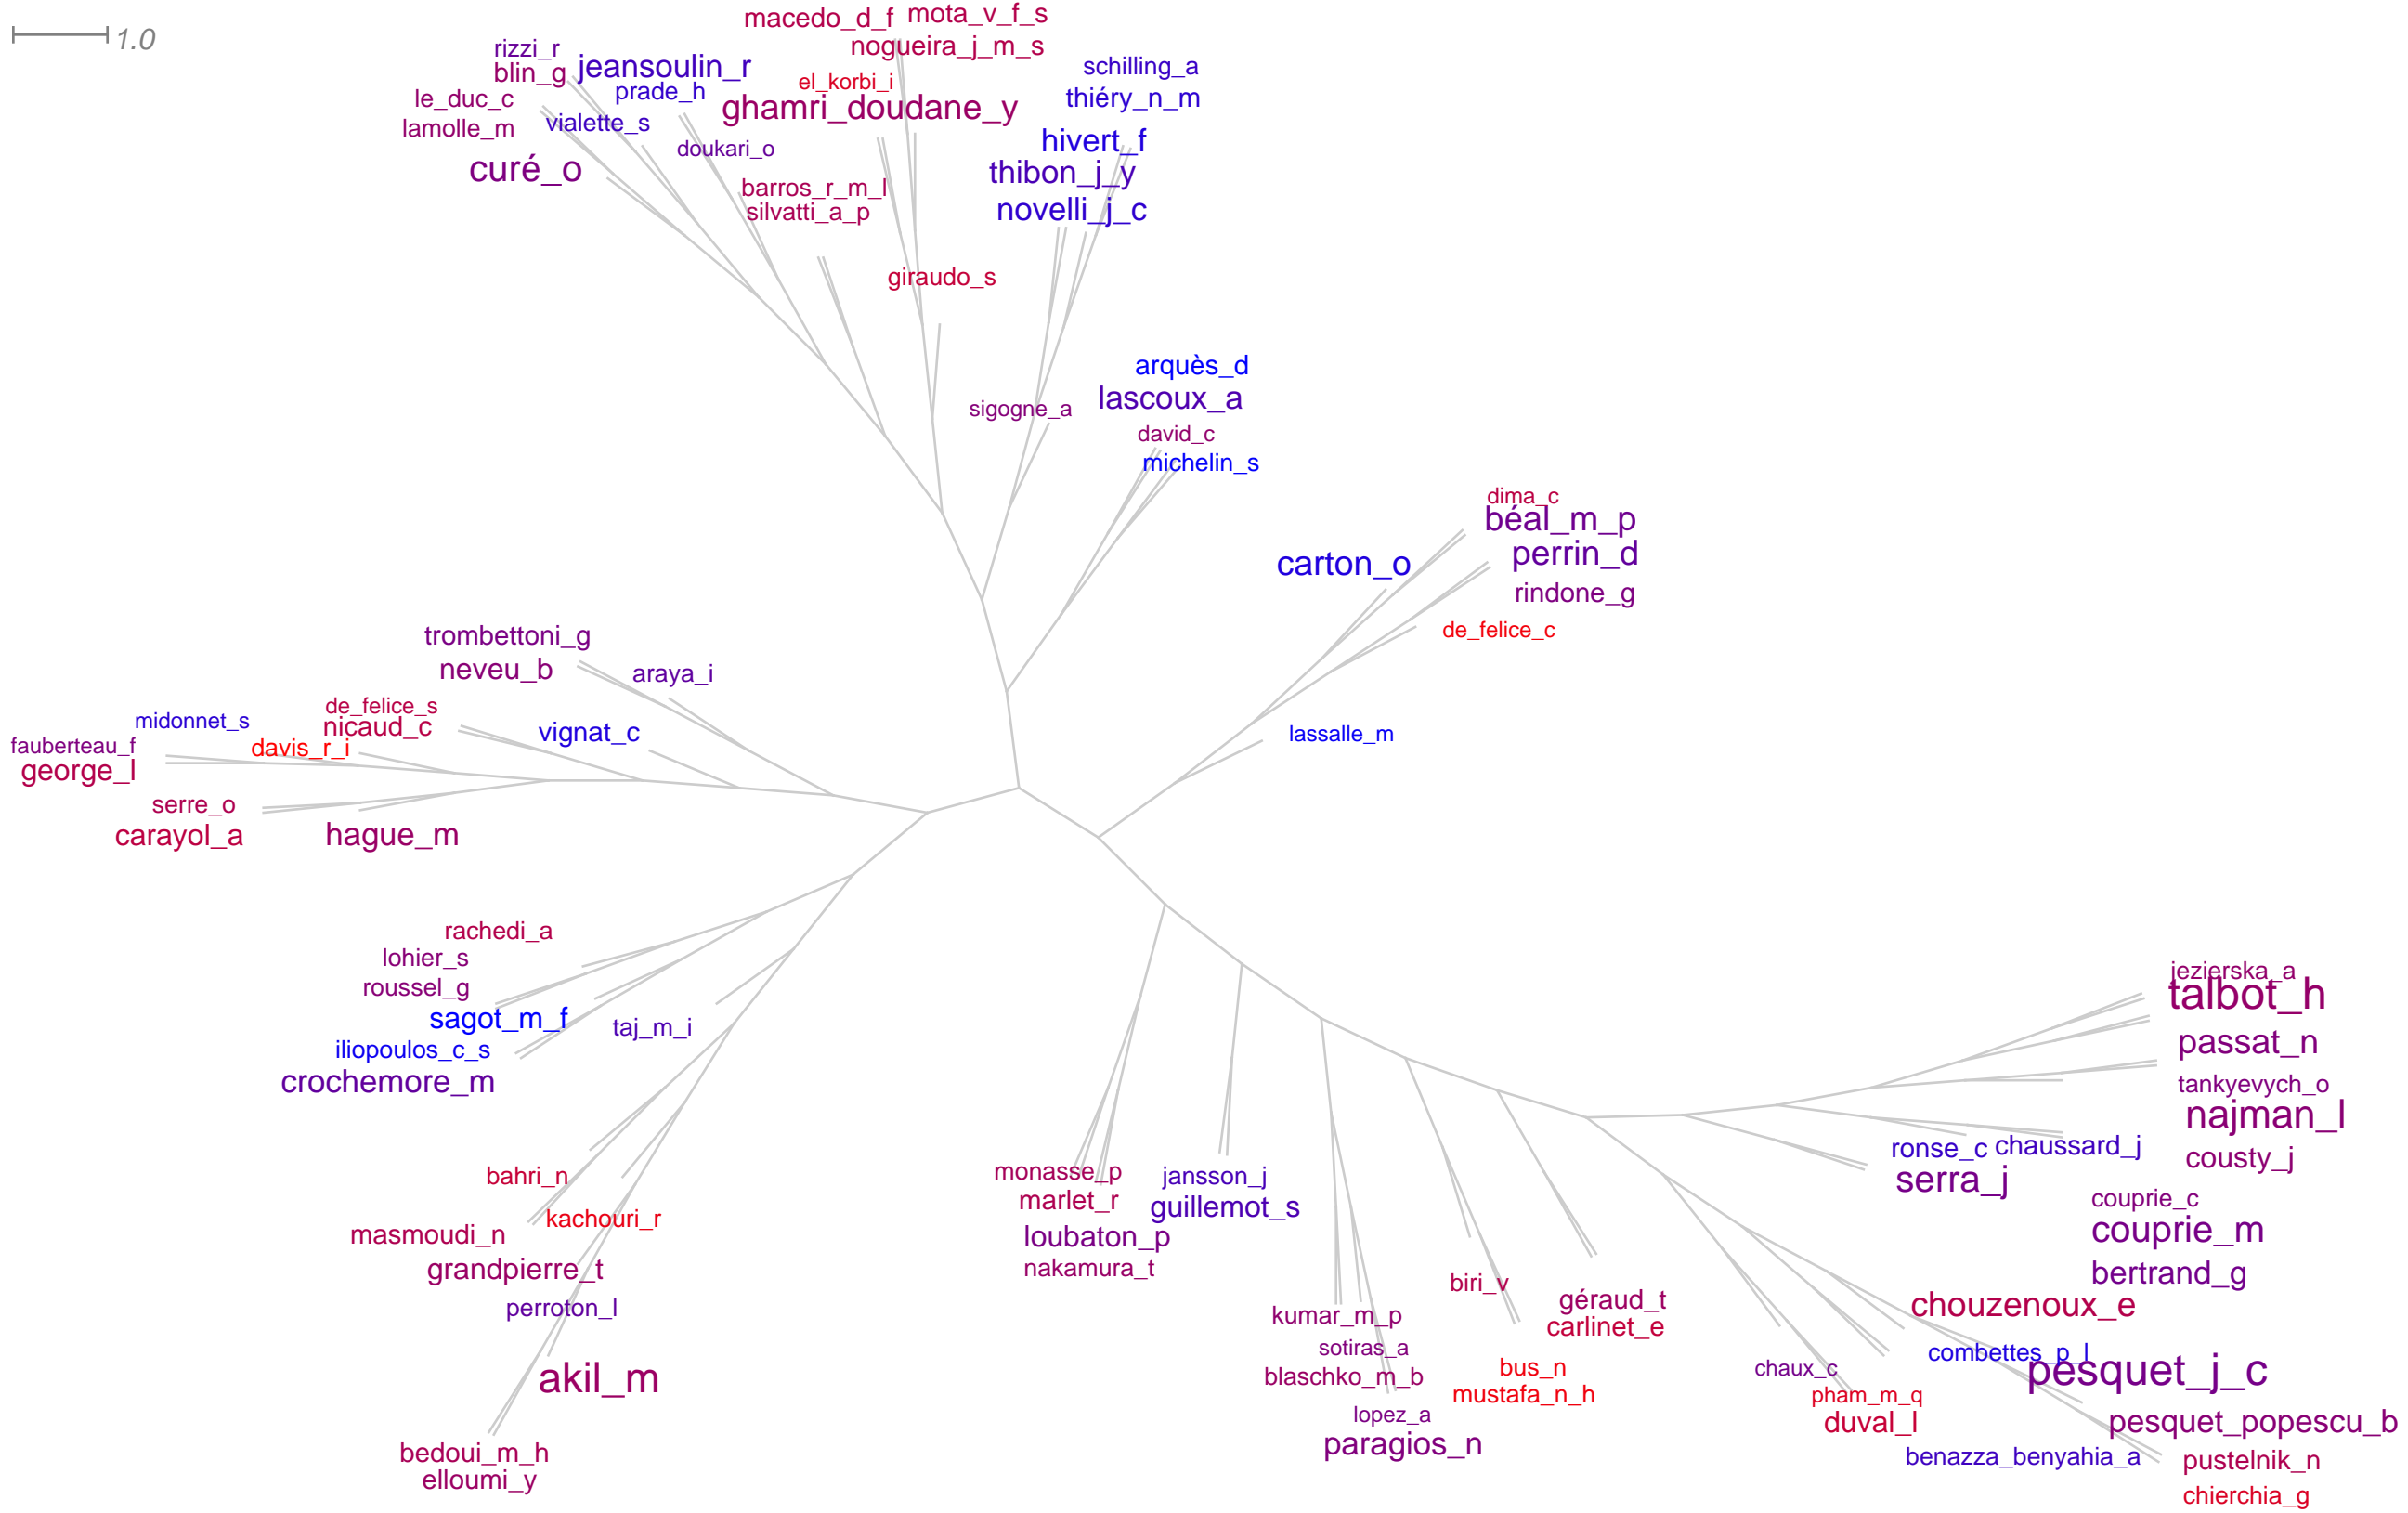 1.0
macedo_d_f
mota_v_f_s
nogueira_j_m_s
rizzi_r
blin_g
jeansoulin_r
prade_h
el_korbi_i
ghamri_doudane_y
schilling_a
thiéry_n_m
le_duc_c
lamolle_m
vialette_s
doukari_o
curé_o
hivert_f
thibon_j_y
novelli_j_c
barros_r_m_l
silvatti_a_p
giraudo_s
arquès_d
lascoux_a
sigogne_a
david_c
michelin_s
dima_c
béal_m_p
carton_o
perrin_d
rindone_g
de_felice_c
lassalle_m
trombettoni_g
neveu_b
araya_i
de_felice_s
nicaud_c
vignat_c
midonnet_s
fauberteau_f
davis_r_i
george_l
serre_o
carayol_a
hague_m
rachedi_a
lohier_s
roussel_g
sagot_m_f
taj_m_i
iliopoulos_c_s
crochemore_m
bahri_n
kachouri_r
masmoudi_n
grandpierre_t
perroton_l
akil_m
bedoui_m_h
elloumi_y
monasse_p
marlet_r
loubaton_p
nakamura_t
jansson_j
guillemot_s
kumar_m_p
sotiras_a
blaschko_m_b
lopez_a
paragios_n
biri_v
bus_n
mustafa_n_h
géraud_t
carlinet_e
jezierska_a
talbot_h
passat_n
tankyevych_o
najman_l
cousty_j
ronse_c
chaussard_j
serra_j
couprie_c
couprie_m
bertrand_g
chouzenoux_e
combettes_p_l
pesquet_j_c
chaux_c
pham_m_q
duval_l
pesquet_popescu_b
benazza_benyahia_a
pustelnik_n
chierchia_g